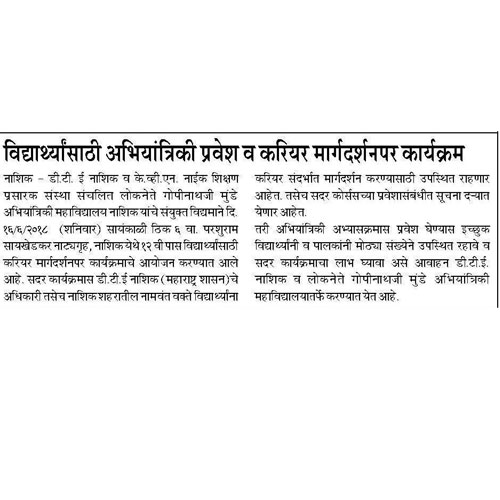 विद्यार्थ्यांसाठी अभियांत्रिकी प्रवेश व करियर मार्गदर्शनपर कार्यक्रम
नाशिक - डी.टी. ई नाशिक व के.व्ही.एन. नाईक शिक्षण
प्रसारक संस्था संचलित लोकनेते गोपीनाथजी मुंडे
अभियांत्रिकी महाविद्यालय नाशिक यांचे संयुक्त विद्यमाने दि.
१६/६/२०१८ (शनिवार) सायंकाळी ठिक ६ वा. परशुराम
सायखेडकर नाट्यगृह, नाशिक येथे १२ वी पास विद्यार्थ्यांसाठी
करियर मार्गदर्शनपर कार्यक्रमाचे आयोजन करण्यात आले
आहे. सदर कार्यक्रमास डी.टी.ई नाशिक (महाराष्ट्र शासन) चे
अधिकारी तसेच नाशिक शहरातील नामवंत वक्ते विद्यार्थ्यांना
करियर संदर्भात मार्गदर्शन करण्यासाठी उपस्थित राहणार
आहेत. तसेच सदर कोर्ससच्या प्रवेशासंबंधीत सूचना दऱ्यात
येणार आहेत.
तरी अभियांत्रिकी अभ्यासक्रमास प्रवेश घेण्यास इच्छुक
विद्यार्थीनी व पालकांनी मोठ्या संख्येने उपस्थित रहावे व
सदर कार्यक्रमाचा लाभ घ्यावा असे आवाहन डी.टी.ई.
नाशिक व लोकनेते गोपीनाथजी मुंडे अभियांत्रिकी
महाविद्यालयातर्फे करण्यात येत आहे.